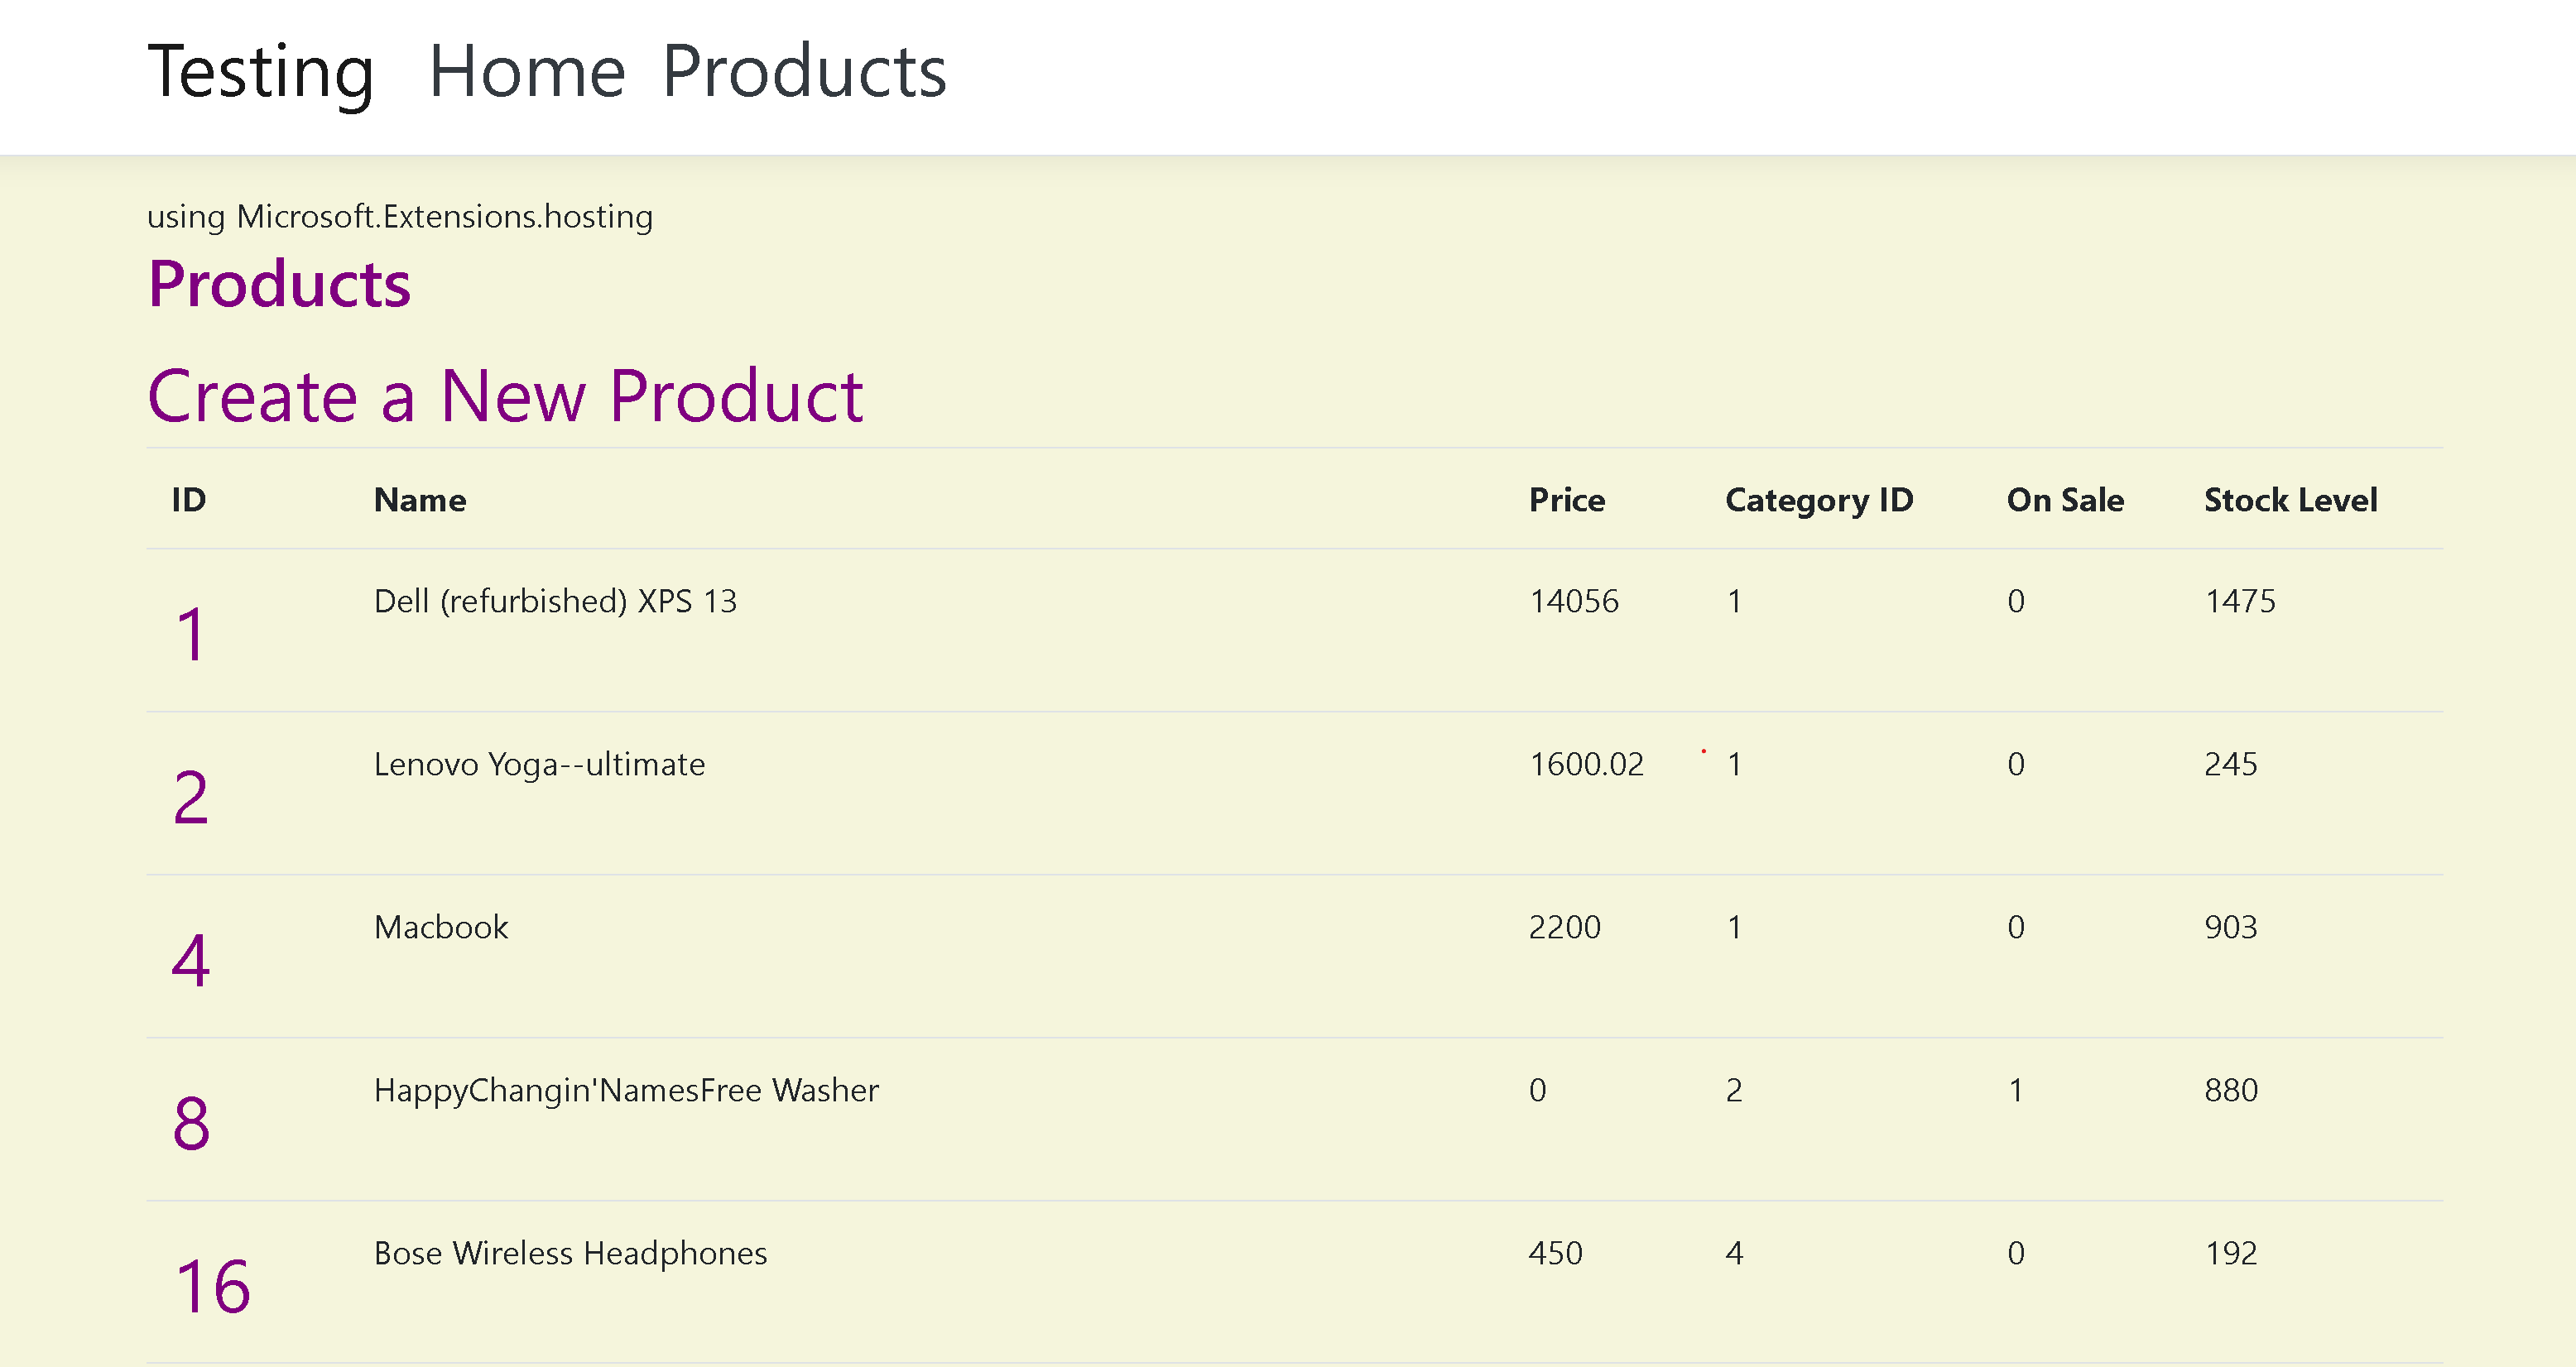 Testing Home Products
using Microsoft.Extensions.hosting
Products
Create a New Product
ID Name Price Category ID On Sale Stock Level
1 Dell (refurbished) XPS 13 14056 1 0 1475
2 Lenovo Yoga--ultimate 1600.02 1 0 245
4 Macbook 2200 1 0 903
8 HappyChangin'NamesFree Washer 0 2 1 880
16 Bose Wireless Headphones 450 4 0 192